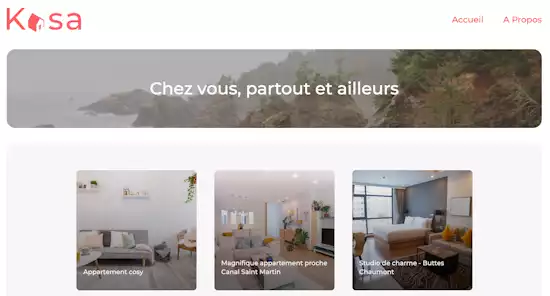 Kasa
Accueil
A Propos
Chez vous, partout et ailleurs
Appartement cosy
Magnifique appartement proche
Canal Saint Martin
Studio de charme - Buttes
Chaumont